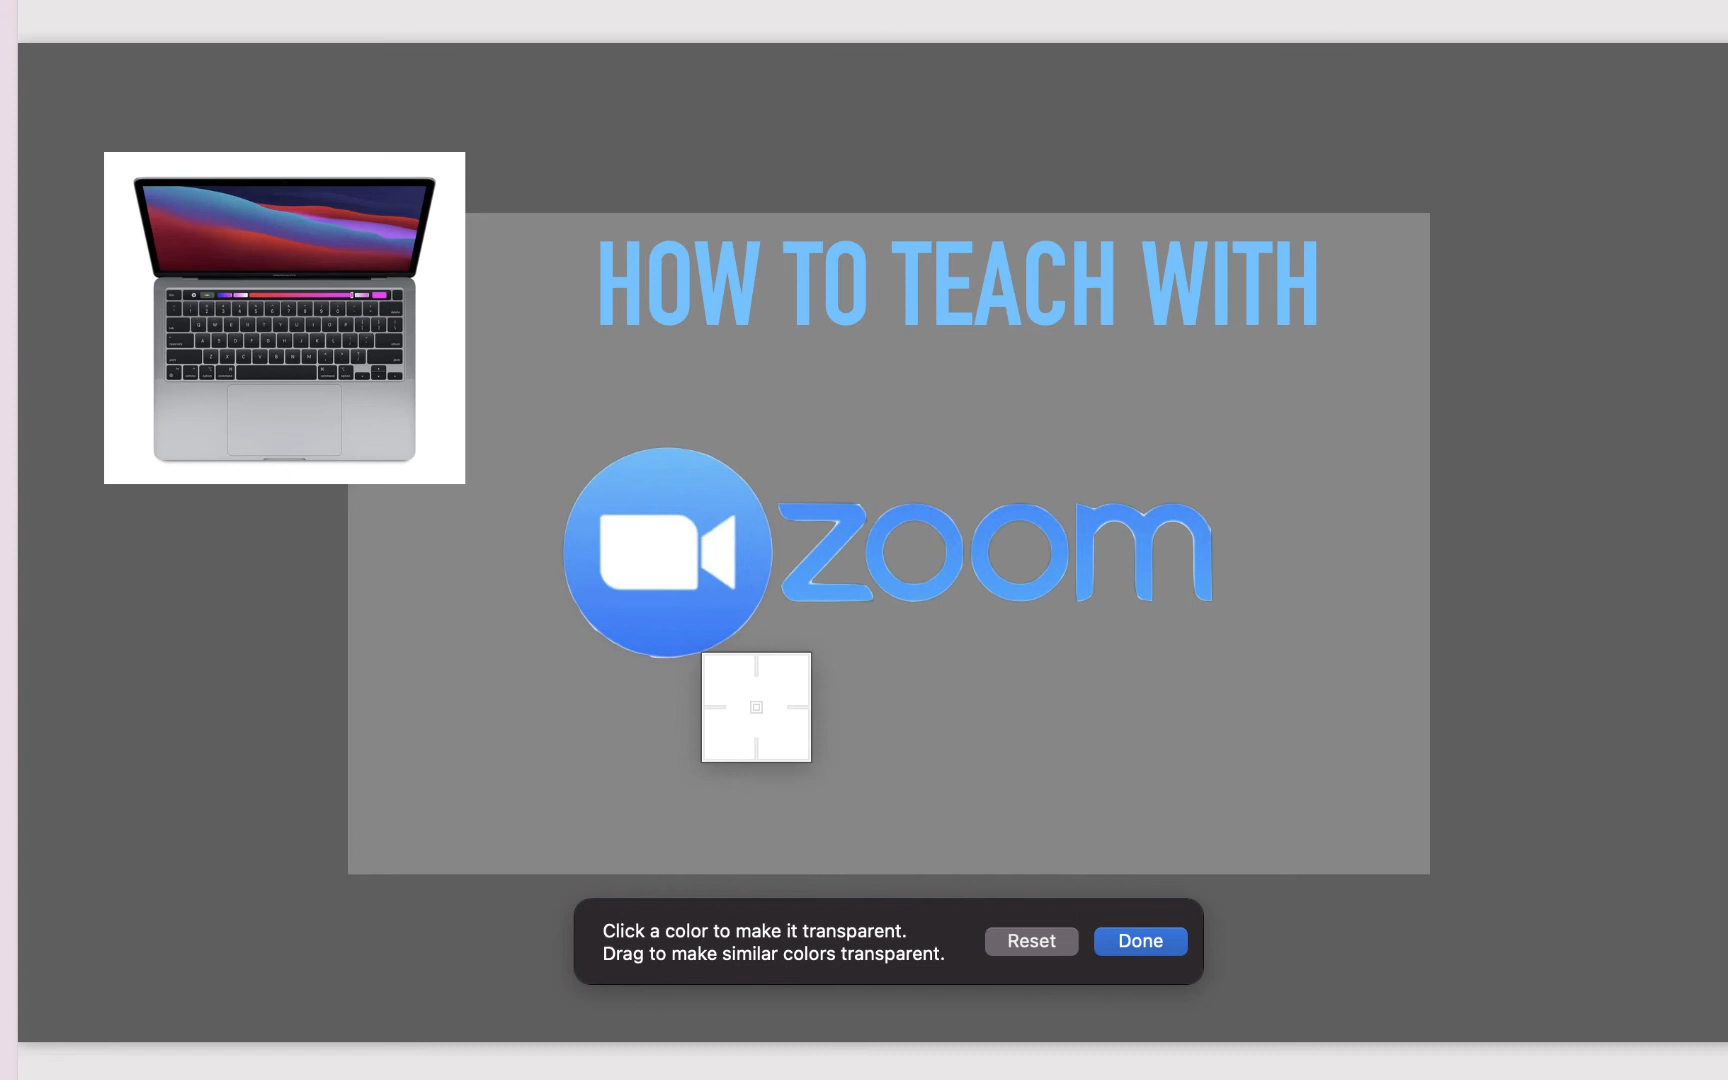 HOW TO TEACH WITH
zoom
Click a color to make it transparent.
Drag to make similar colors transparent.
Reset
Done